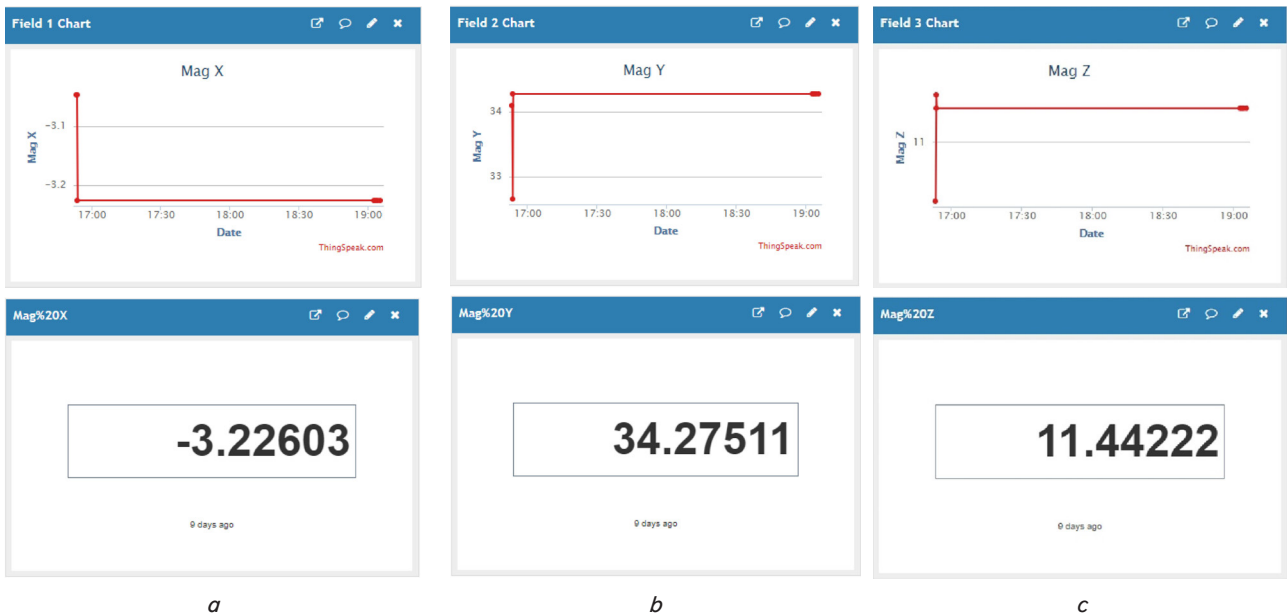 Field 1 Chart
Mag X
Mag X
-3.1
-3.2
17:00 17:30 18:00 18:30 19:00
Date
ThingSpeak.com
Field 2 Chart
Mag Y
Mag Y
34
33
17:00 17:30 18:00 18:30 19:00
Date
ThingSpeak.com
Field 3 Chart
Mag Z
Mag Z
11
17:00 17:30 18:00 18:30 19:00
Date
ThingSpeak.com
Mag%20X
-3.22603
9 days ago
Mag%20Y
34.27511
9 days ago
Mag%20Z
11.44222
9 days ago
a
b
c